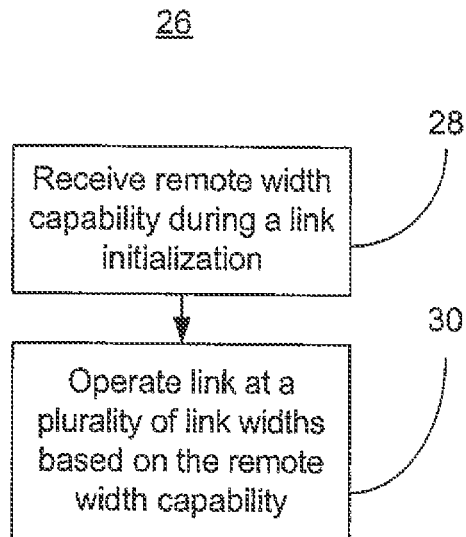 26
28
Receive remote width
capability during a link
initialization
30
Operate link at a
plurality of link widths
based on the remote
width capability